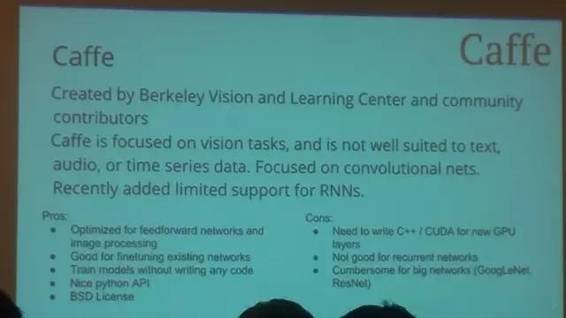 Caffe
Caffe
Created by Berkeley Vision and Learning Center and community
contributors
Caffe is focused on vision tasks, and is not well suited to text,
audio, or time series data. Focused on convolutional nets.
Recently added limited support for RNNs.
Pros:
● Optimized for feedforward networks and
image processing
● Good for finetuning existing networks
● Train models without writing any code
● Nice python API
● BSD License
Cons:
● Need to write C++ / CUDA for new GPU
layers
● Not good for recurrent networks
● Cumbersome for big networks (GoogLeNet,
ResNet)